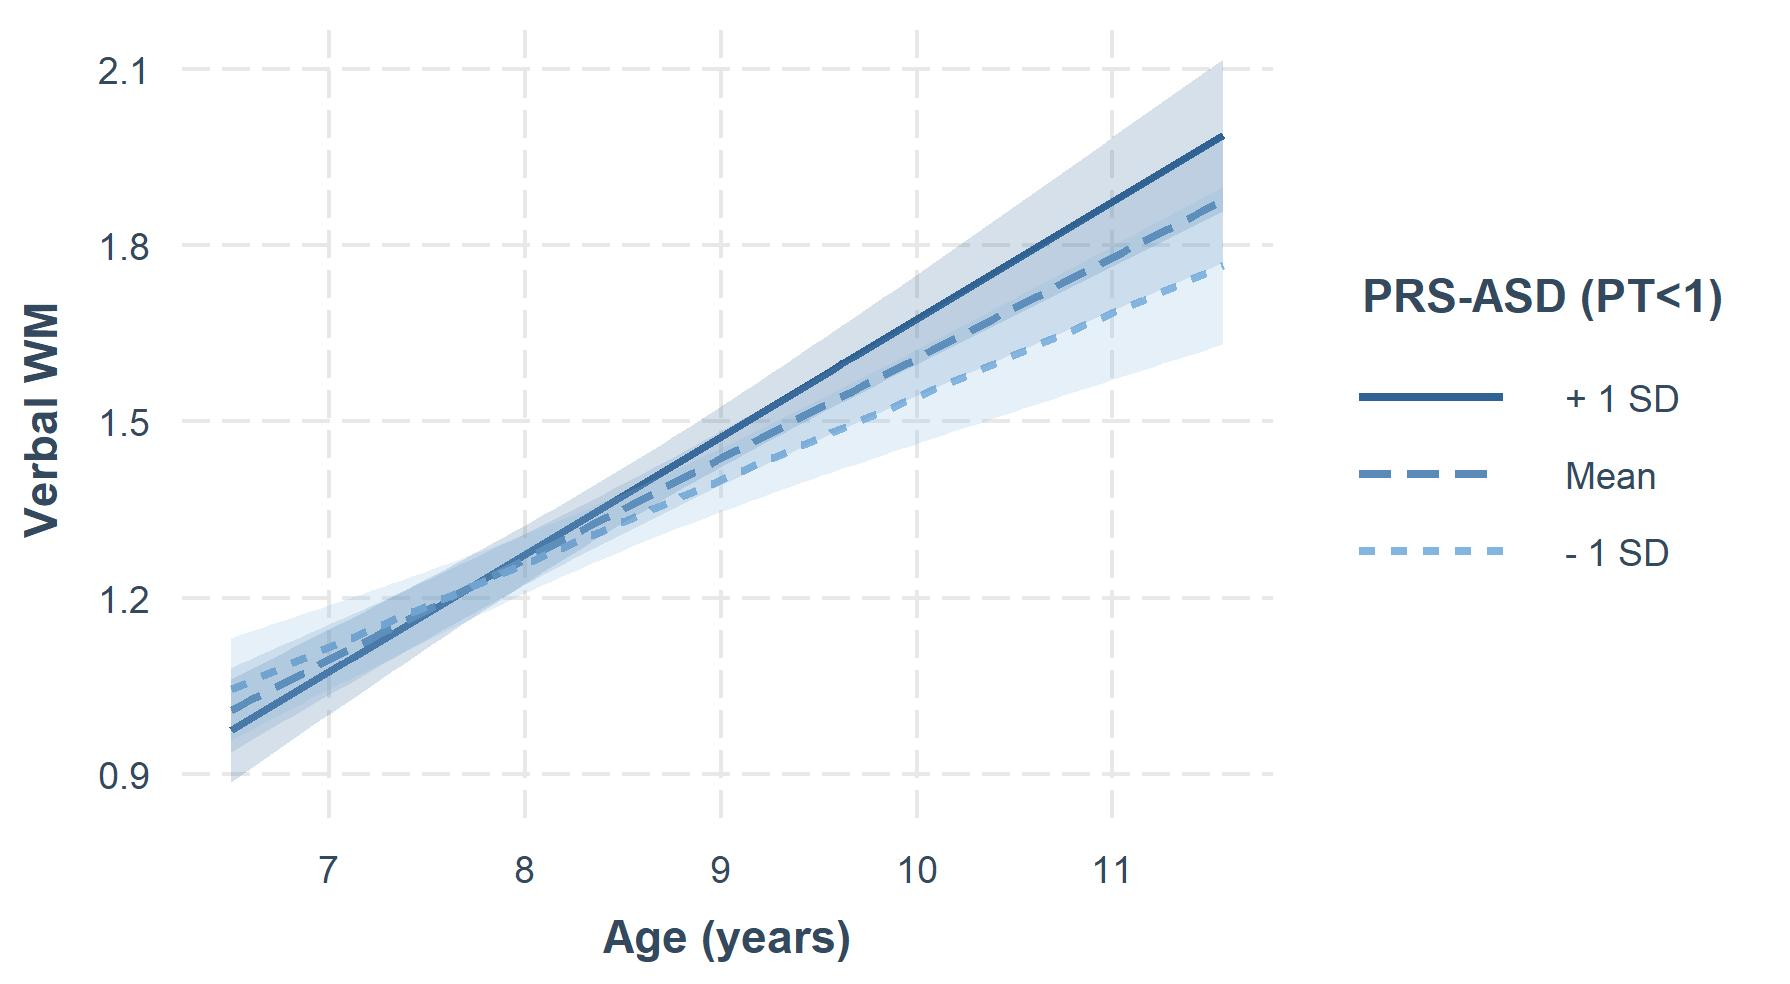 2.1
1.8
1.5
1.2
0.9
Verbal WM
7 8 9 10 11
Age (years)
PRS-ASD (PT<1)
+ 1 SD
Mean
- 1 SD